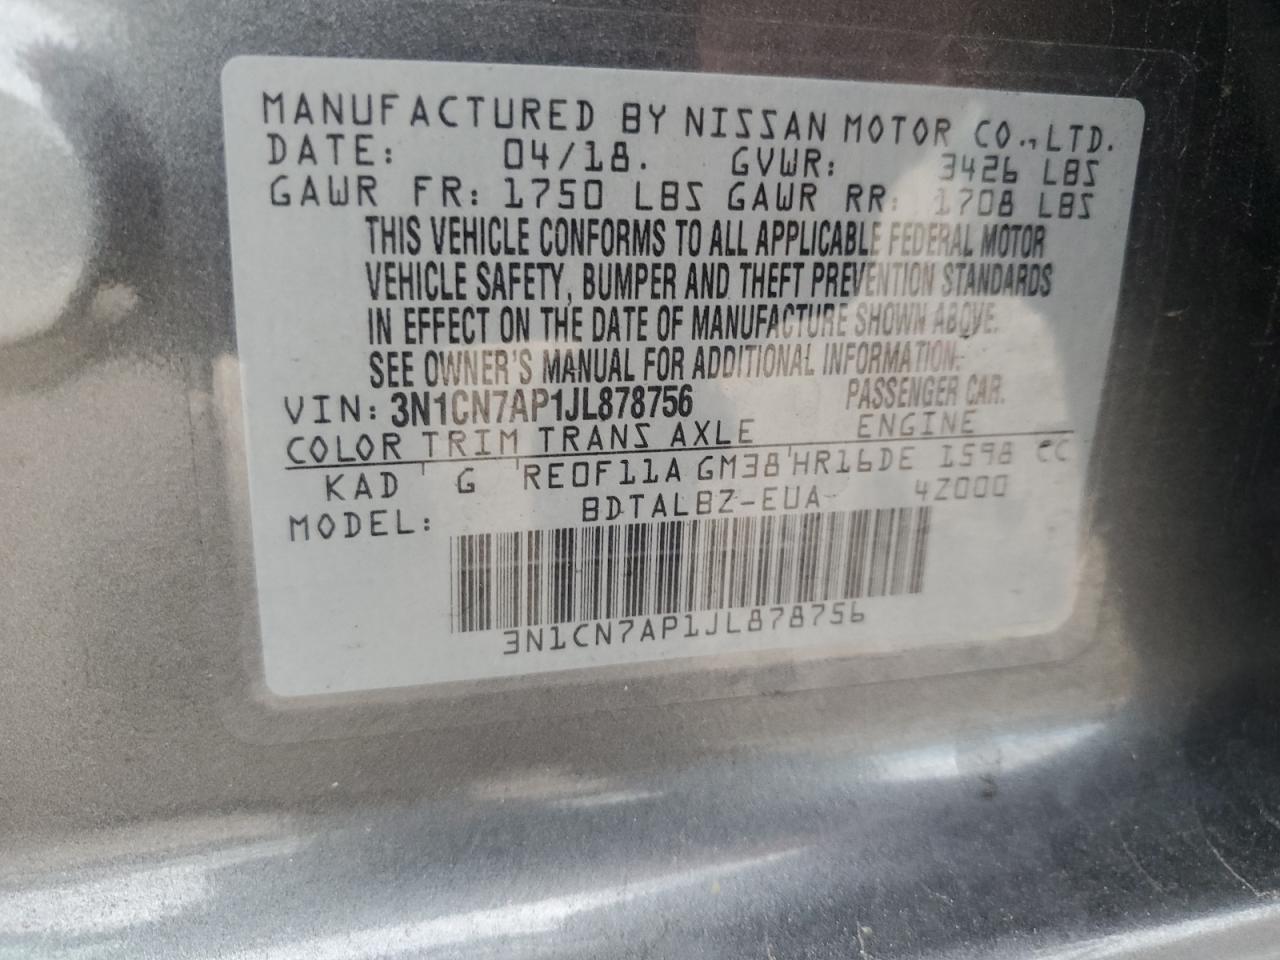 MANUFACTURED BY NISSAN MOTOR CO.,LTD.
DATE: 04/18. GVWR: 3426 LBS
GAWR FR: 1750 LBS GAWR RR: 1708 LBS
THIS VEHICLE CONFORMS TO ALL APPLICABLE FEDERAL MOTOR
VEHICLE SAFETY, BUMPER AND THEFT PREVENTION STANDARDS
IN EFFECT ON THE DATE OF MANUFACTURE SHOWN ABOVE.
SEE OWNER'S MANUAL FOR ADDITIONAL INFORMATION.
VIN: 3N1CN7AP1JL878756 PASSENGER CAR.
COLOR TRIM TRANS AXLE ENGINE
KAD G RE0F11A GM38 HR16DE 1598 CC
MODEL: BDTALBZ-EUA- 4Z000
3N1CN7AP1JL878756